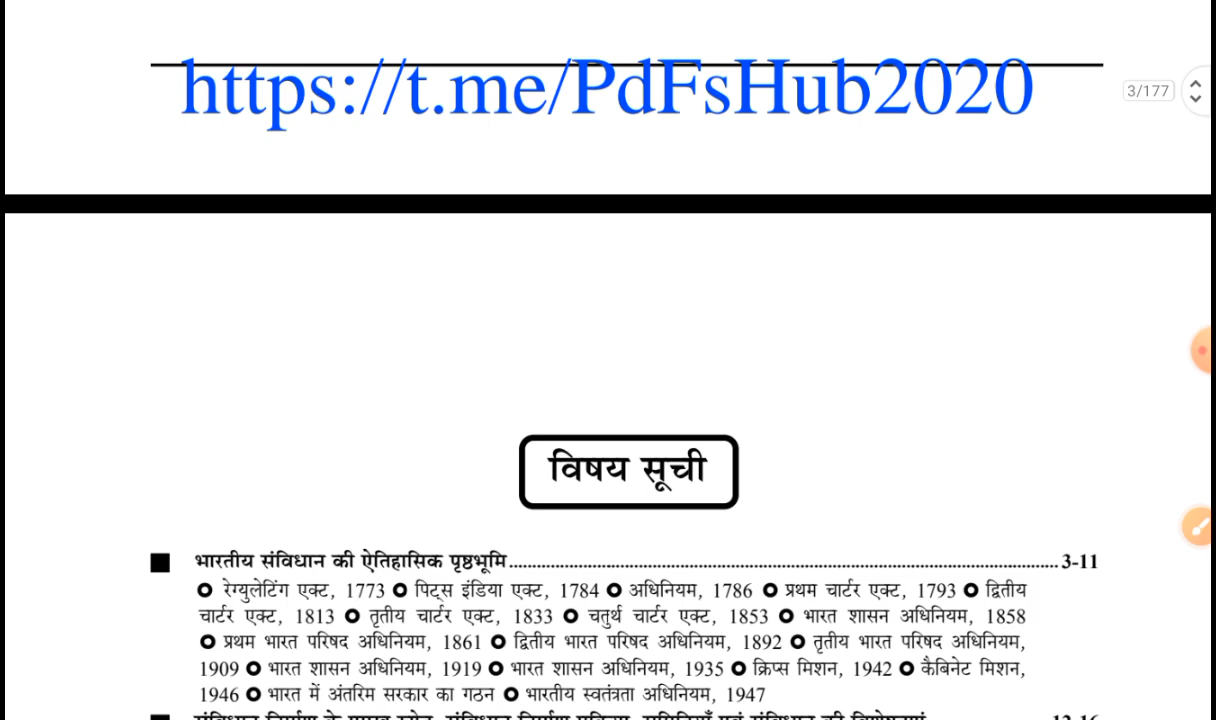 https://t.me/PdFsHub2020
3/177
विषय सूची
■ भारतीय संविधान की ऐतिहासिक पृष्ठभूमि........................................................................................................3-11
○ रेग्युलेटिंग एक्ट, 1773 ○ पिट्स इंडिया एक्ट, 1784 ○ अधिनियम, 1786 ○ प्रथम चार्टर एक्ट, 1793 ○ द्वितीय
चार्टर एक्ट, 1813 ○ तृतीय चार्टर एक्ट, 1833 ○ चतुर्थ चार्टर एक्ट, 1853 ○ भारत शासन अधिनियम, 1858
○ प्रथम भारत परिषद अधिनियम, 1861 ○ द्वितीय भारत परिषद अधिनियम, 1892 ○ तृतीय भारत परिषद अधिनियम,
1909 ○ भारत शासन अधिनियम, 1919 ○ भारत शासन अधिनियम, 1935 ○ क्रिप्स मिशन, 1942 ○ कैबिनेट मिशन,
1946 ○ भारत में अंतरिम सरकार का गठन ○ भारतीय स्वतंत्रता अधिनियम, 1947